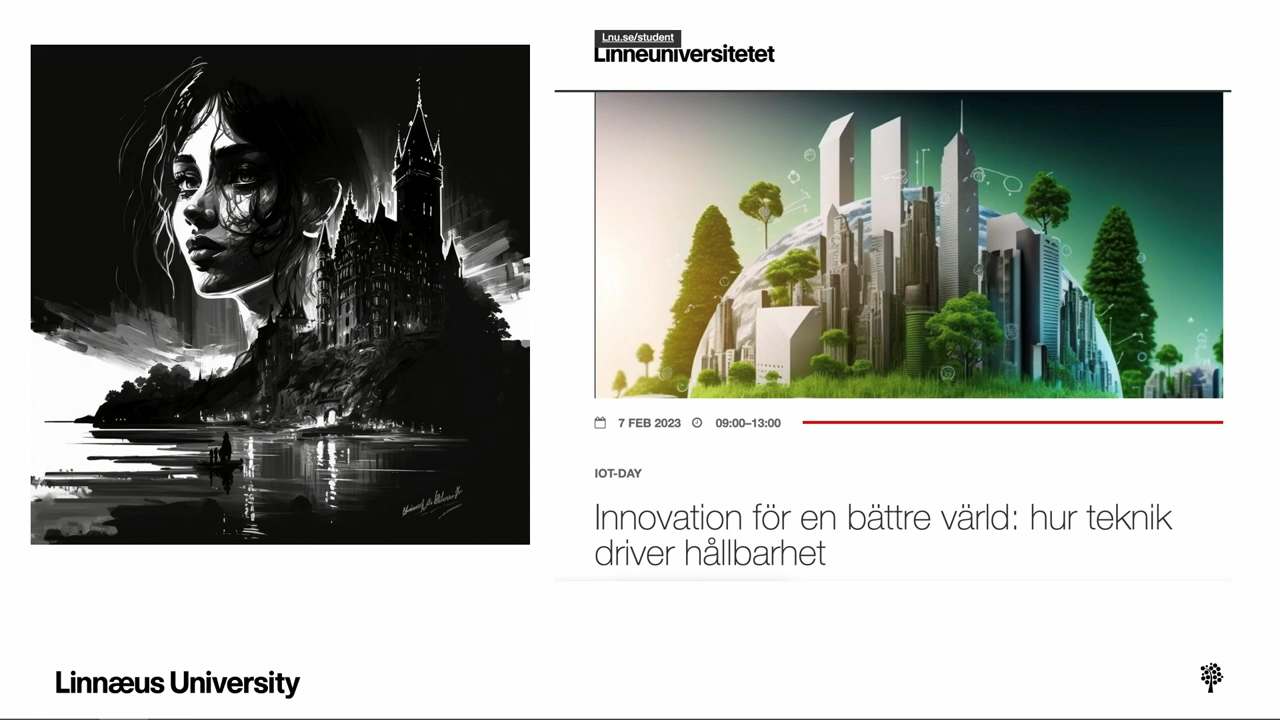 Lnu.se/student
Linneuniversitetet
7 FEB 2023 09:00–13:00
IOT-DAY
Innovation för en bättre värld: hur teknik
driver hållbarhet
Linnæus University